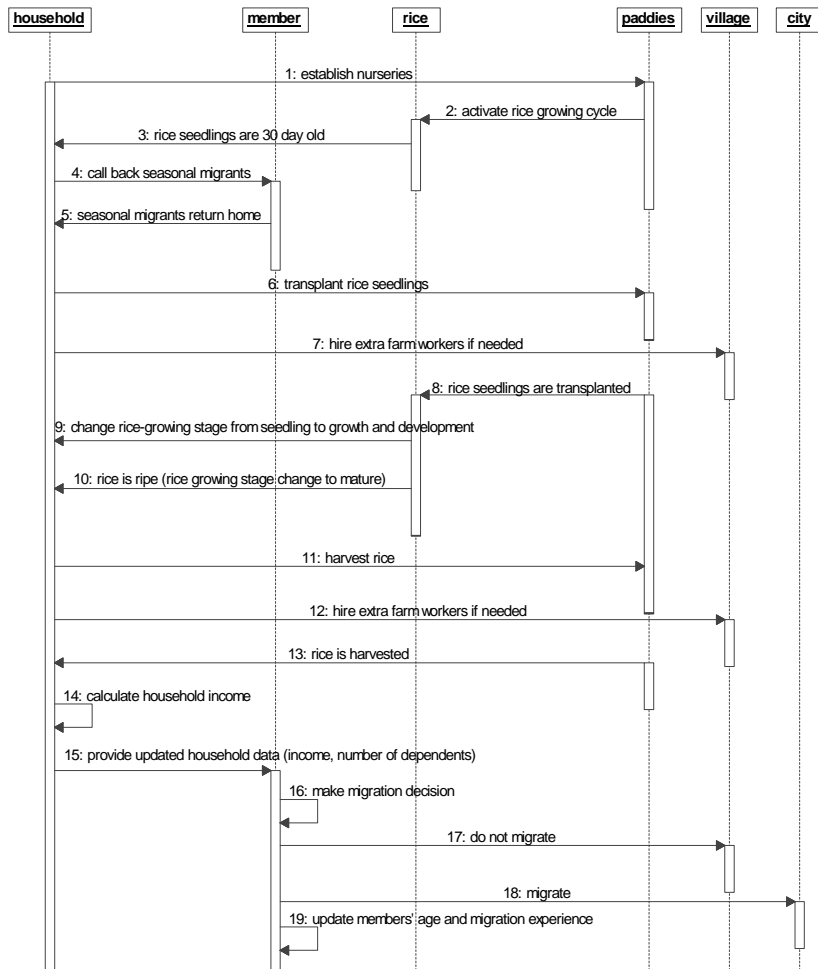 household member rice paddies village city
1: establish nurseries
2: activate rice growing cycle
3: rice seedlings are 30 day old
4: call back seasonal migrants
5: seasonal migrants return home
6: transplant rice seedlings
7: hire extra farm workers if needed
8: rice seedlings are transplanted
9: change rice-growing stage from seedling to growth and development
10: rice is ripe (rice growing stage change to mature)
11: harvest rice
12: hire extra farm workers if needed
13: rice is harvested
14: calculate household income
15: provide updated household data (income, number of dependents)
16: make migration decision
17: do not migrate
18: migrate
19: update members' age and migration experience